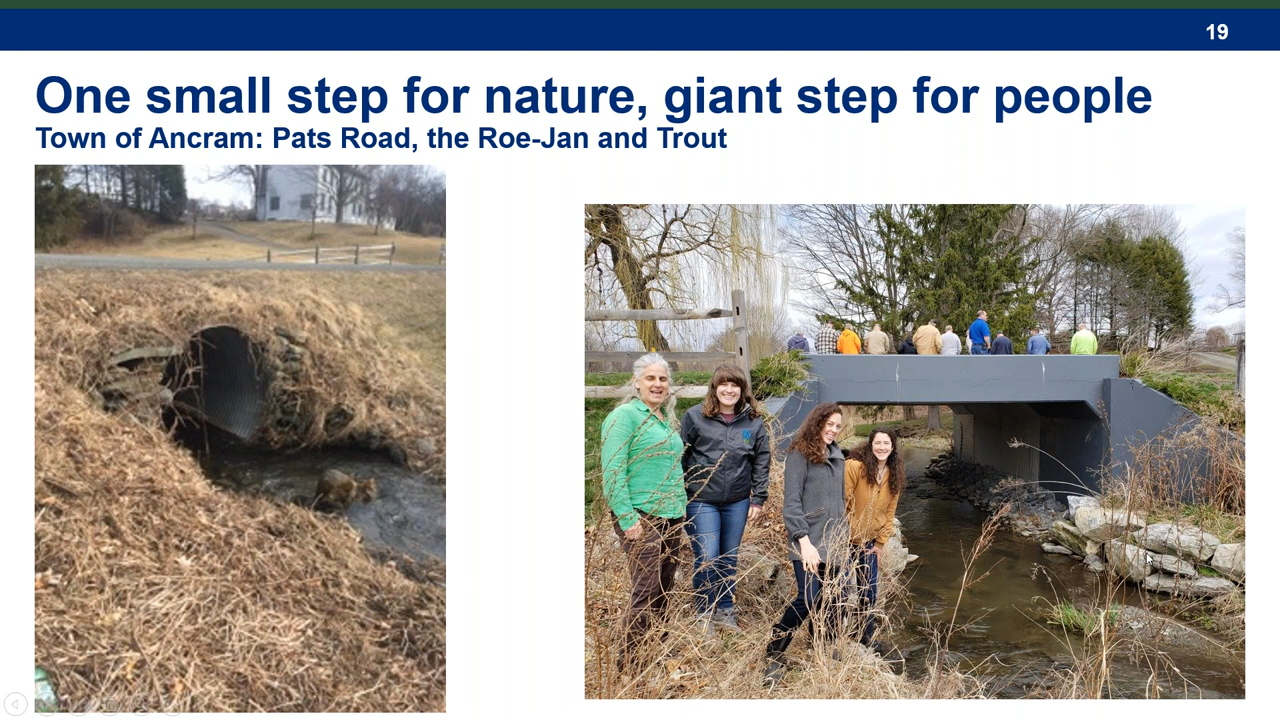 19
One small step for nature, giant step for people
Town of Ancram: Pats Road, the Roe-Jan and Trout